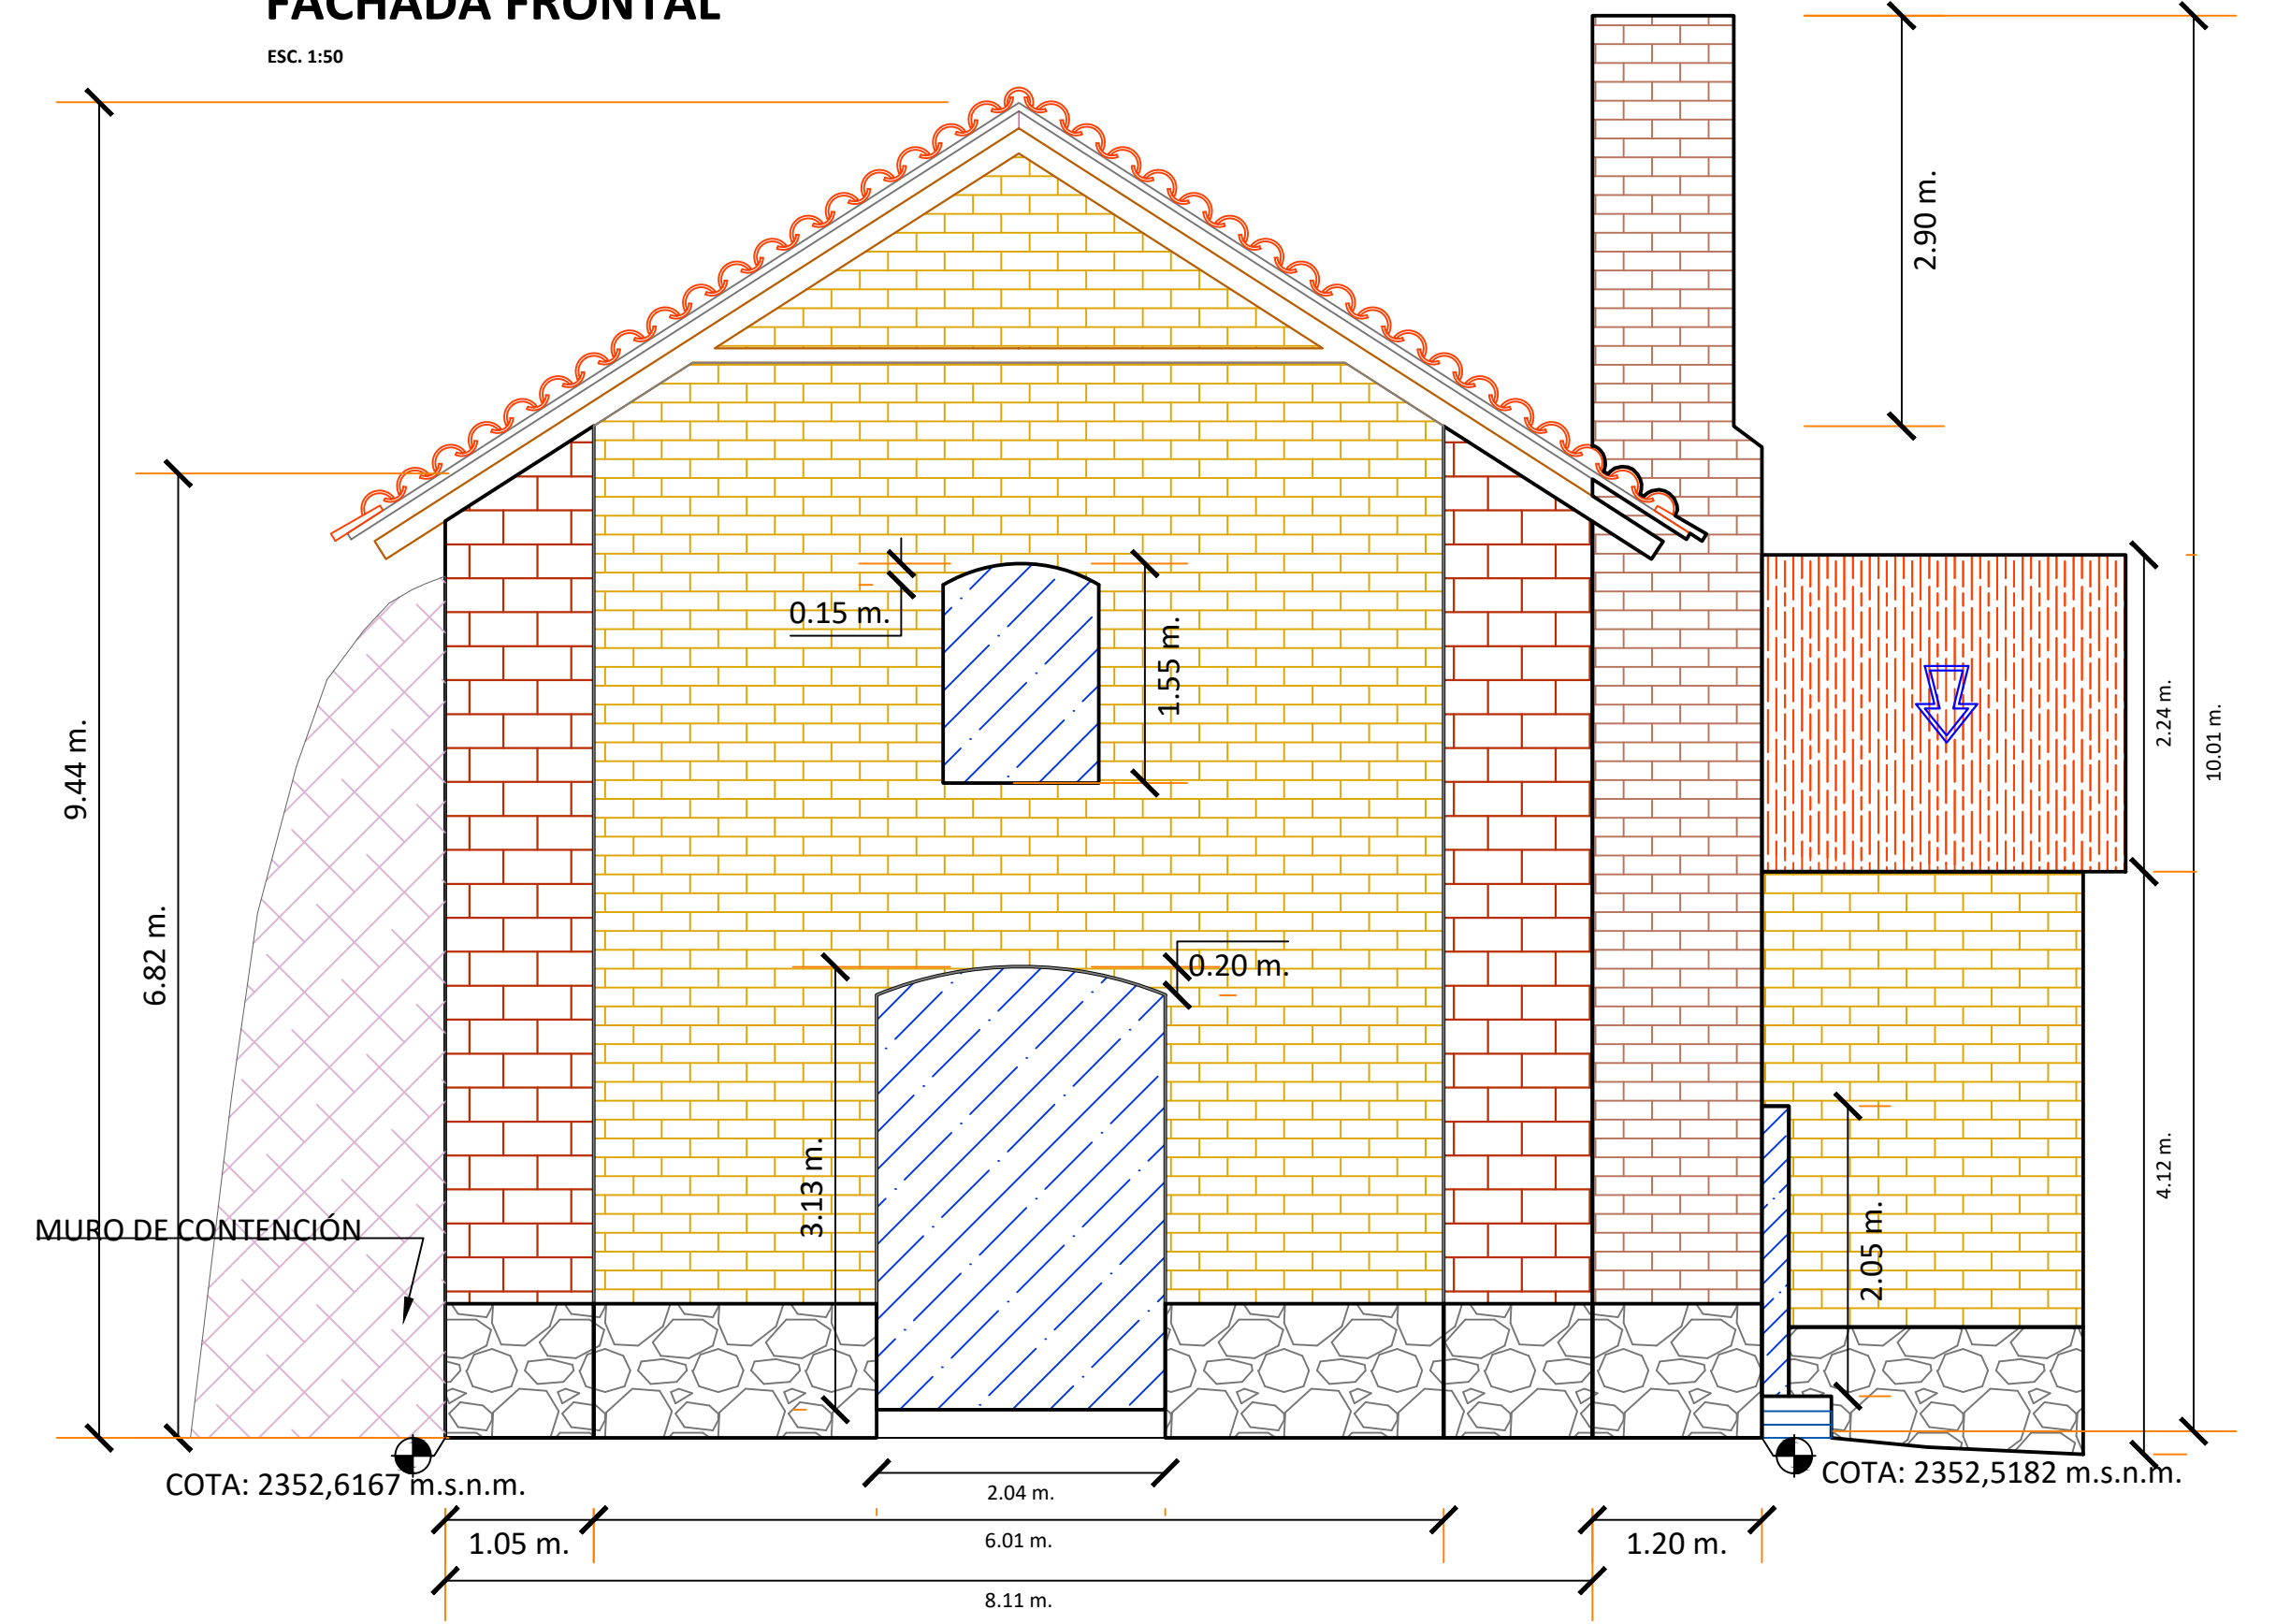 FACHADA FRONTAL
ESC. 1:50
2.90 m.
0.15 m.
1.55 m.
2.24 m.
10.01 m.
9.44 m.
6.82 m.
0.20 m.
3.13 m.
4.12 m.
2.05 m.
MURO DE CONTENCIÓN
COTA: 2352,6167 m.s.n.m.
COTA: 2352,5182 m.s.n.m.
2.04 m.
1.05 m.
6.01 m.
1.20 m.
8.11 m.